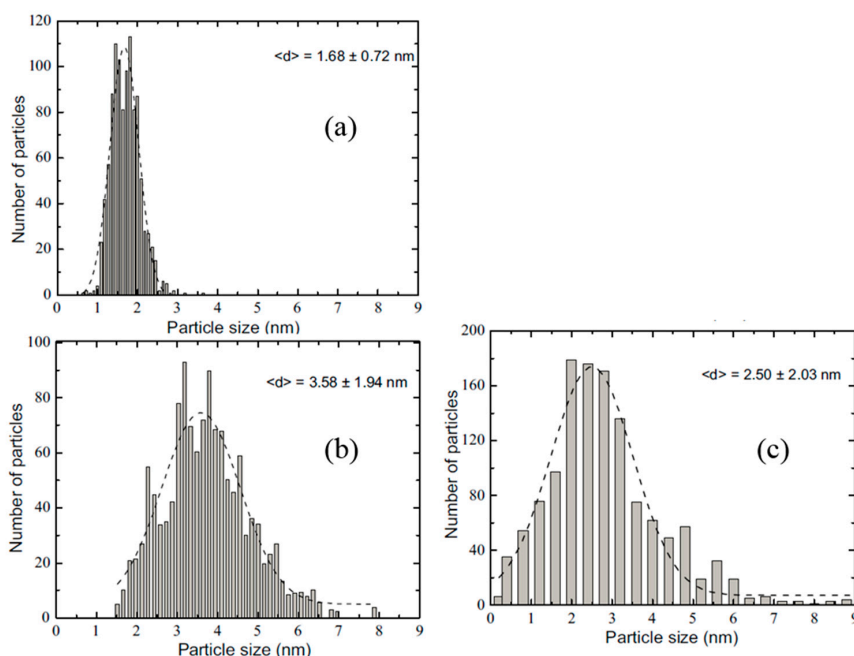 120
100
80
60
40
20
0
Number of particles
<d> = 1.68 ± 0.72 nm
(a)
0 1 2 3 4 5 6 7 8 9
Particle size (nm)
100
80
60
40
20
0
Number of particles
<d> = 3.58 ± 1.94 nm
(b)
0 1 2 3 4 5 6 7 8 9
Particle size (nm)
200
160
120
80
40
0
Number of particles
<d> = 2.50 ± 2.03 nm
(c)
0 1 2 3 4 5 6 7 8 9
Particle size (nm)